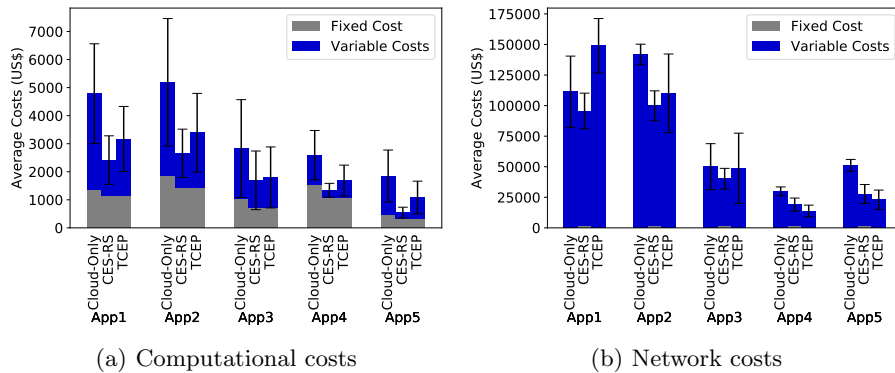 Average Costs (US$)
7000
6000
5000
4000
3000
2000
1000
0
Fixed Cost
Variable Costs
Cloud-Only
CES-RS
TCEP
Cloud-Only
CES-RS
TCEP
Cloud-Only
CES-RS
TCEP
Cloud-Only
CES-RS
TCEP
Cloud-Only
CES-RS
TCEP
App1 App2 App3 App4 App5
(a) Computational costs
Average Costs (US$)
175000
150000
125000
100000
75000
50000
25000
0
Fixed Cost
Variable Costs
Cloud-Only
CES-RS
TCEP
Cloud-Only
CES-RS
TCEP
Cloud-Only
CES-RS
TCEP
Cloud-Only
CES-RS
TCEP
Cloud-Only
CES-RS
TCEP
App1 App2 App3 App4 App5
(b) Network costs